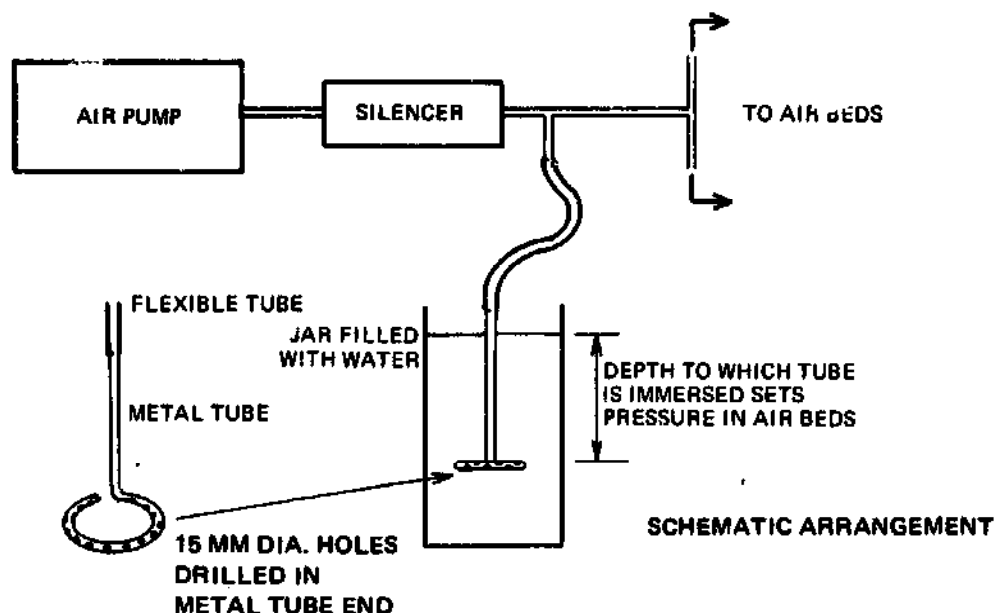 AIR PUMP
SILENCER
TO AIR BEDS
FLEXIBLE TUBE
JAR FILLED
WITH WATER
DEPTH TO WHICH TUBE
IS IMMERSED SETS
PRESSURE IN AIR BEDS
METAL TUBE
SCHEMATIC ARRANGEMENT
15 MM DIA. HOLES
DRILLED IN
METAL TUBE END